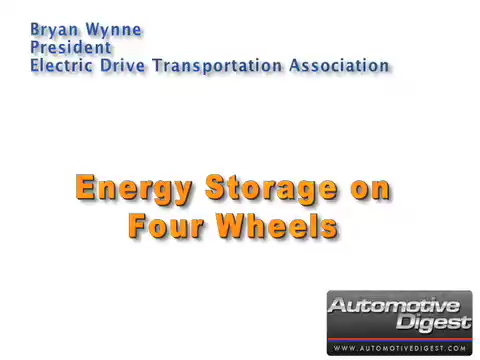 Bryan Wynne
President
Electric Drive Transportation Association
Energy Storage on
Four Wheels
Automotive
Digest
WWW.AUTOMOTIVEDIGEST.COM